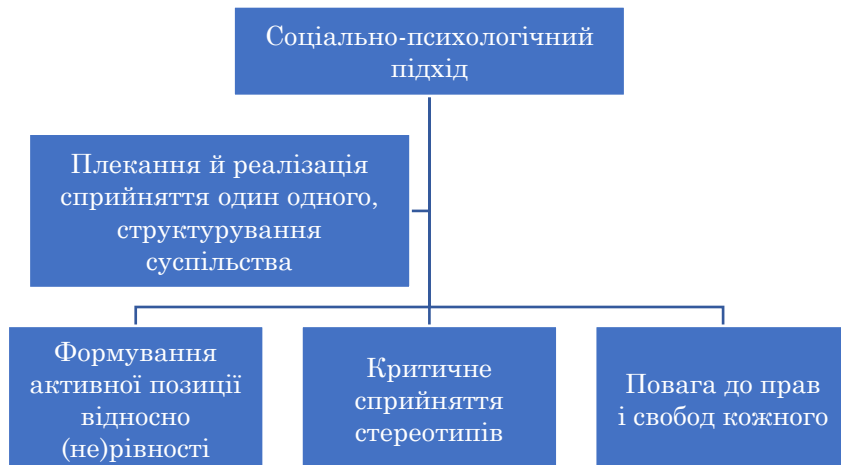 Соціально-психологічний
підхід
Плекання й реалізація
сприйняття один одного,
структурування
суспільства
Формування
активної позиції
відносно
(не)рівності
Критичне
сприйняття
стереотипів
Повага до прав
і свобод кожного